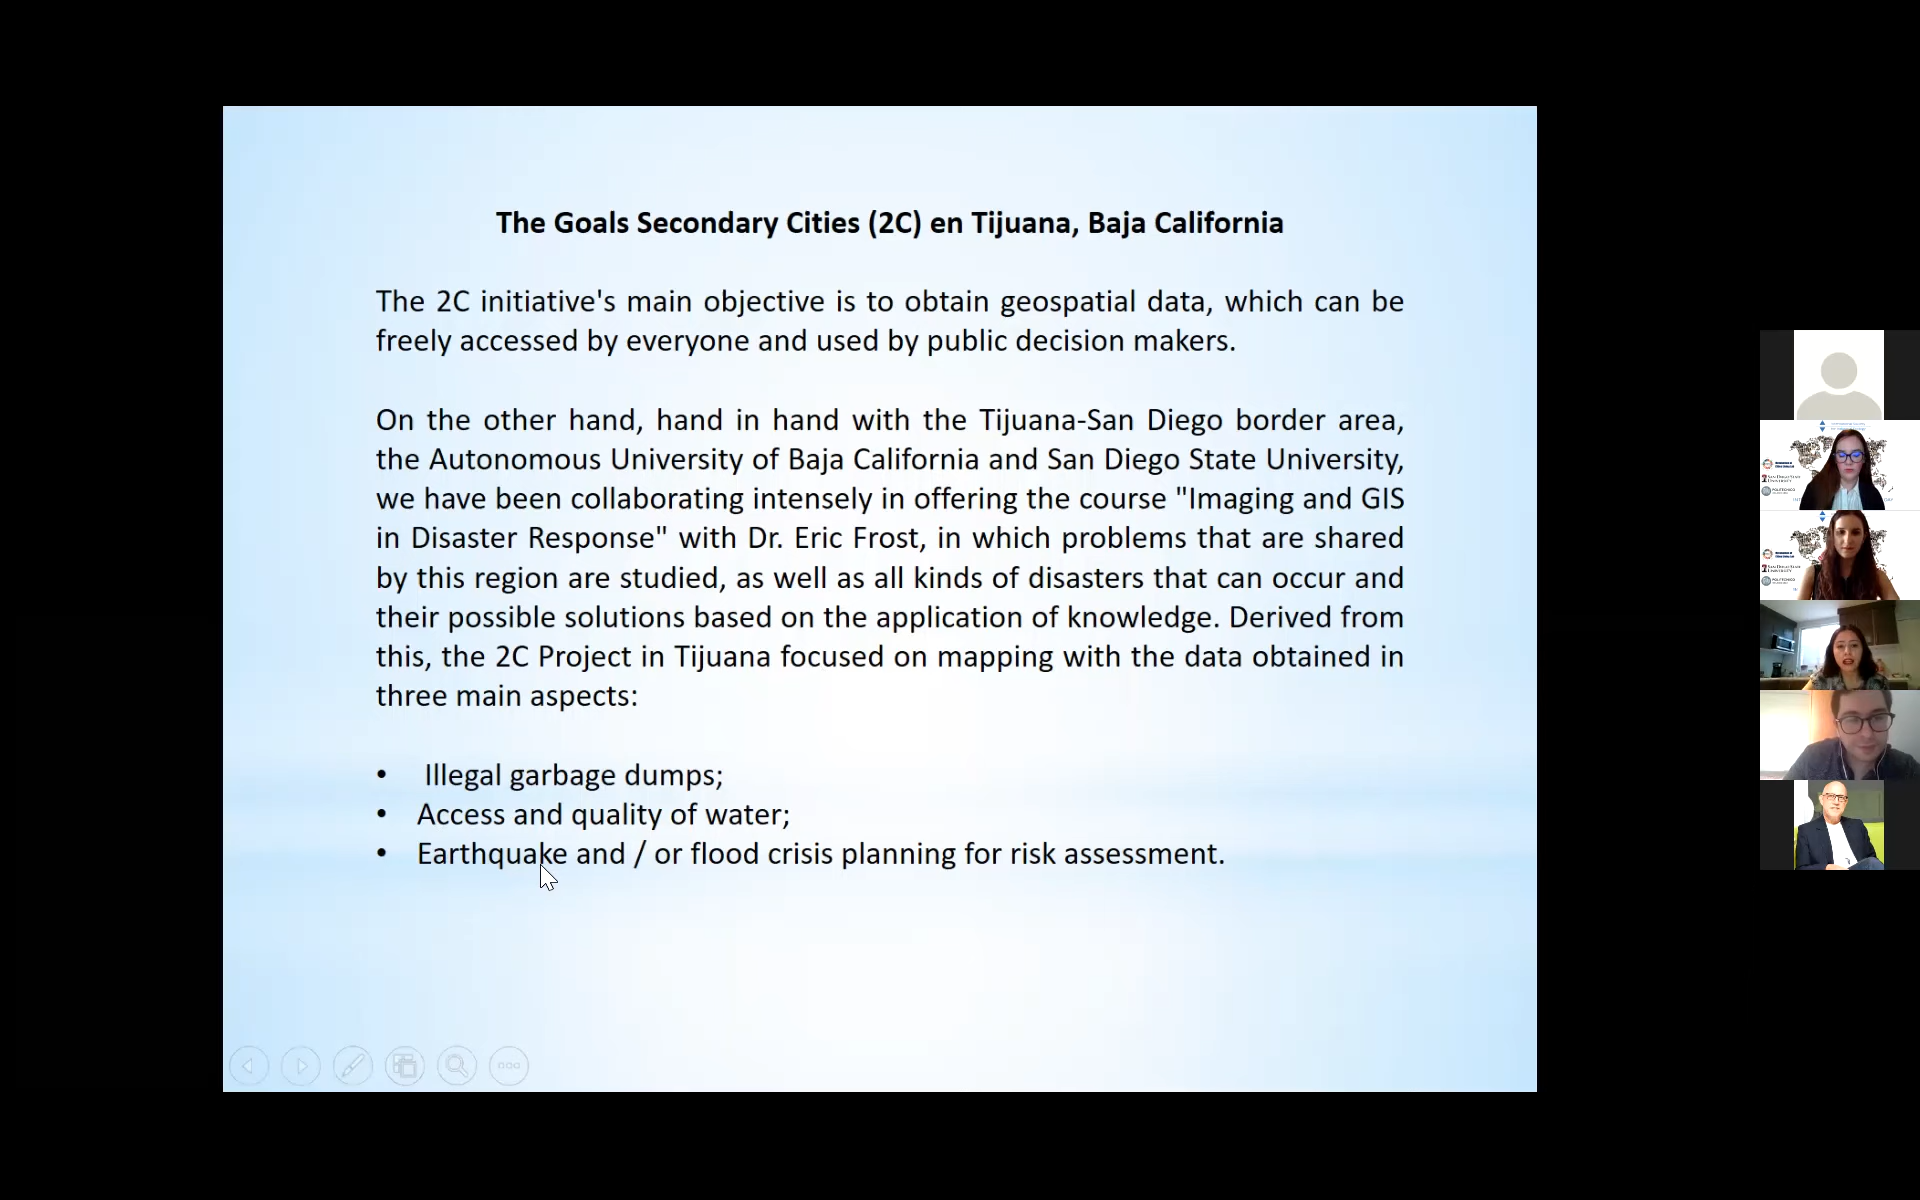 The Goals Secondary Cities (2C) en Tijuana, Baja California
The 2C initiative's main objective is to obtain geospatial data, which can be
freely accessed by everyone and used by public decision makers.
On the other hand, hand in hand with the Tijuana-San Diego border area,
the Autonomous University of Baja California and San Diego State University,
we have been collaborating intensely in offering the course "Imaging and GIS
in Disaster Response" with Dr. Eric Frost, in which problems that are shared
by this region are studied, as well as all kinds of disasters that can occur and
their possible solutions based on the application of knowledge. Derived from
this, the 2C Project in Tijuana focused on mapping with the data obtained in
three main aspects:
• Illegal garbage dumps;
• Access and quality of water;
• Earthquake and / or flood crisis planning for risk assessment.